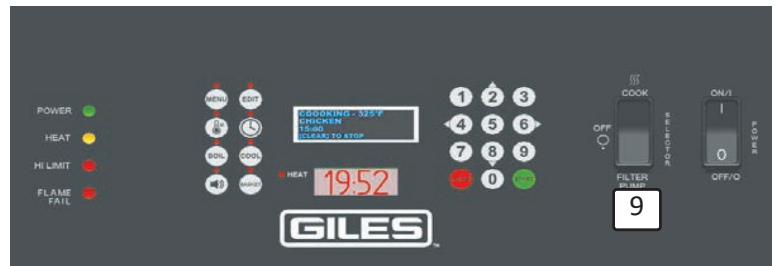 POWER
HEAT
HI LIMIT
FLAME
FAIL
MENU EDIT
BOIL COOL
BASKET
COOOKING - 325°F
CHICKEN
15:00
[CLEAR] TO STOP
HEAT 19:52
GILES
1 2 3
4 5 6
7 8 9
0
COOK
OFF
SELECTOR
FILTER
PUMP
9
ON/I
I
O
POWER
OFF/O